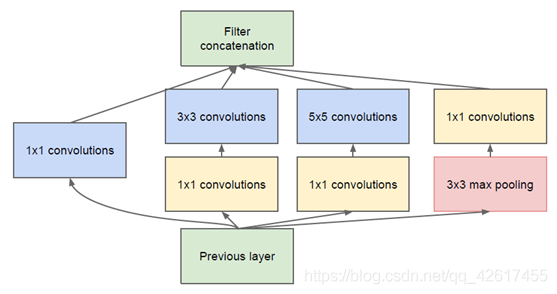 Filter
concatenation
3x3 convolutions
5x5 convolutions
1x1 convolutions
1x1 convolutions
1x1 convolutions
1x1 convolutions
3x3 max pooling
Previous layer
https://blog.csdn.net/qq_42617455